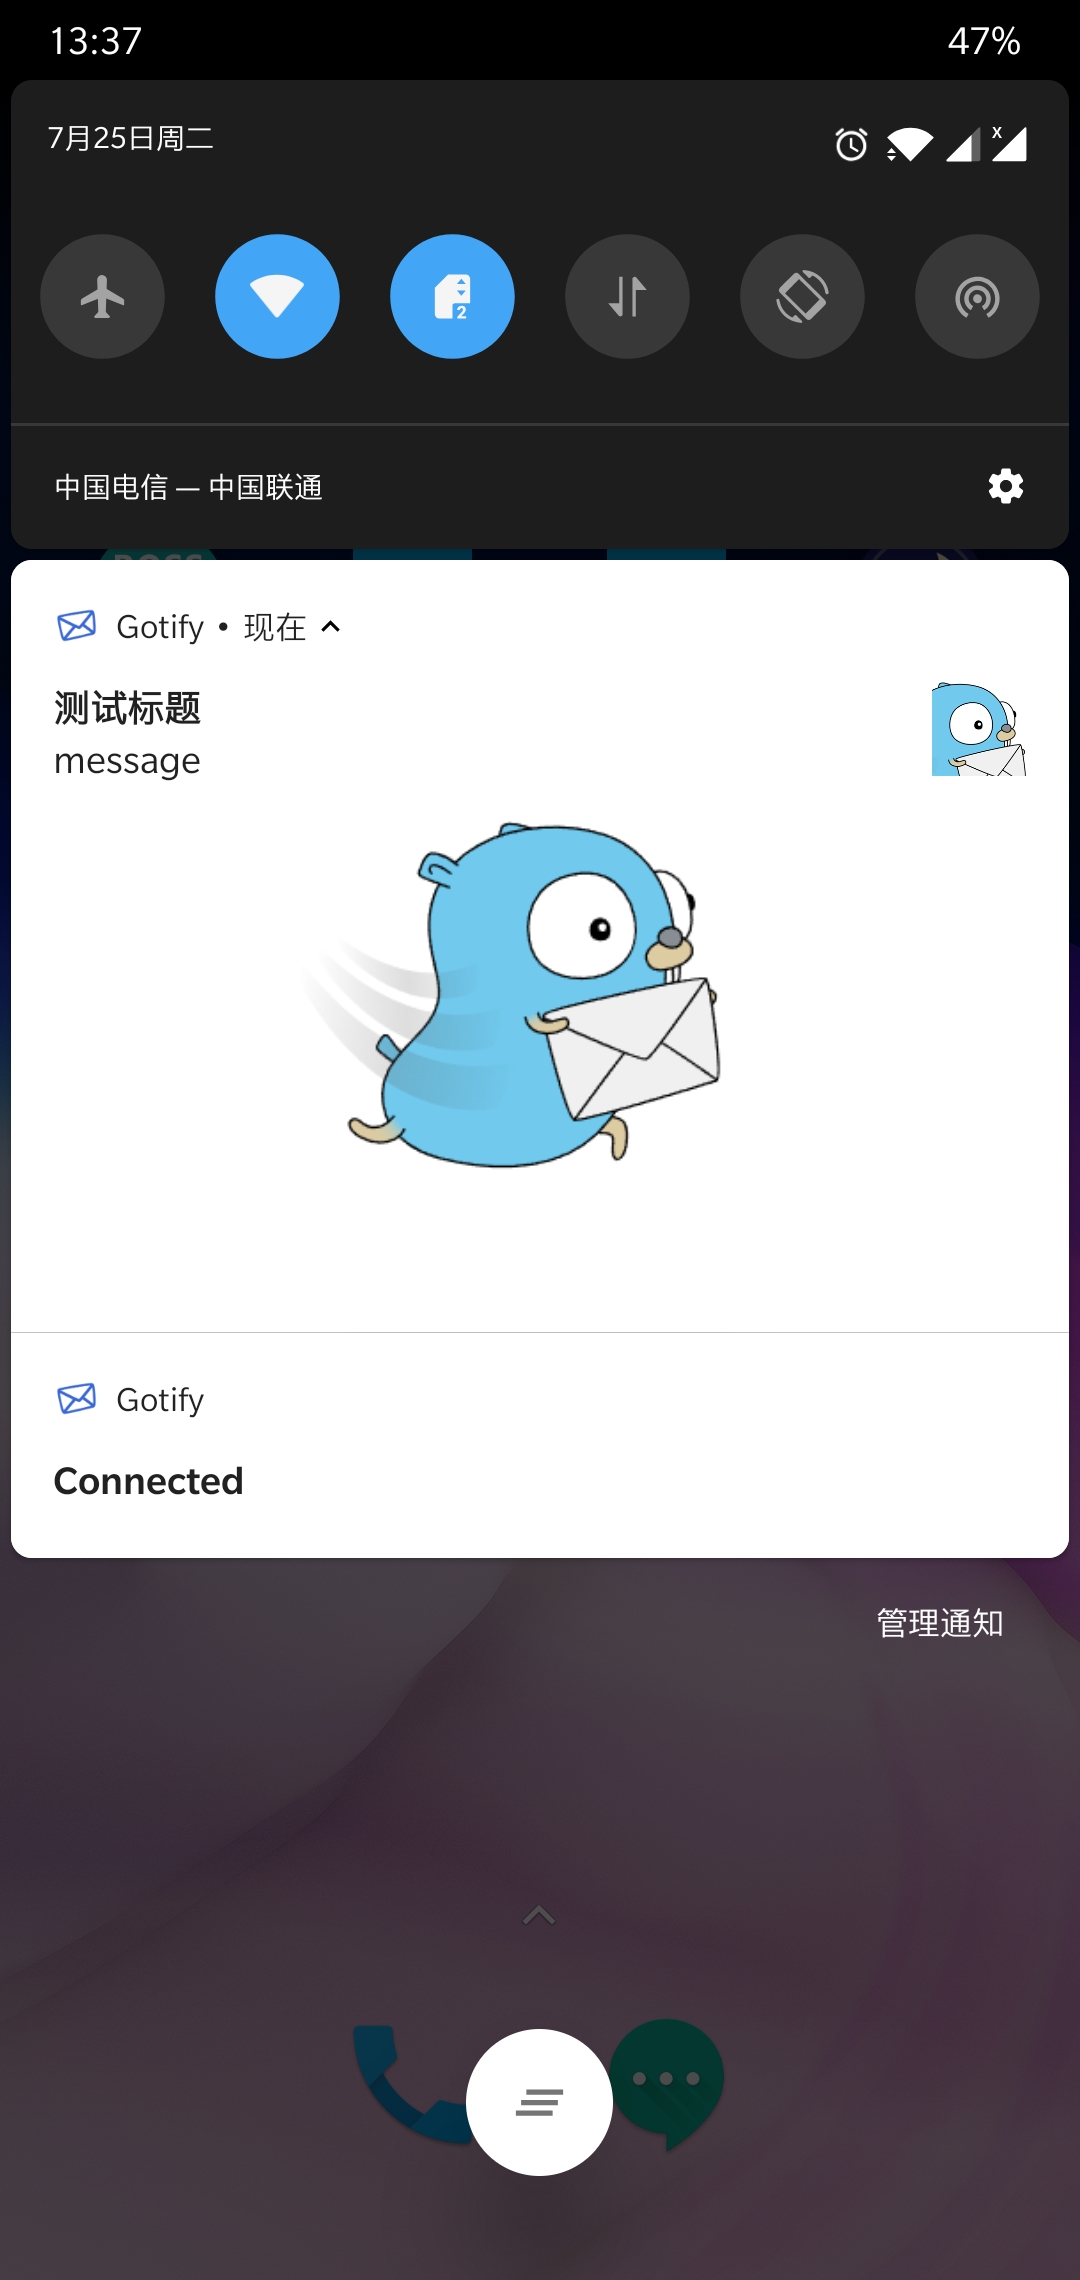 13:37 47%
7月25日周二
x
2
中国电信 — 中国联通
BOSS
Gotify • 现在
测试标题
message
Gotify
Connected
管理通知